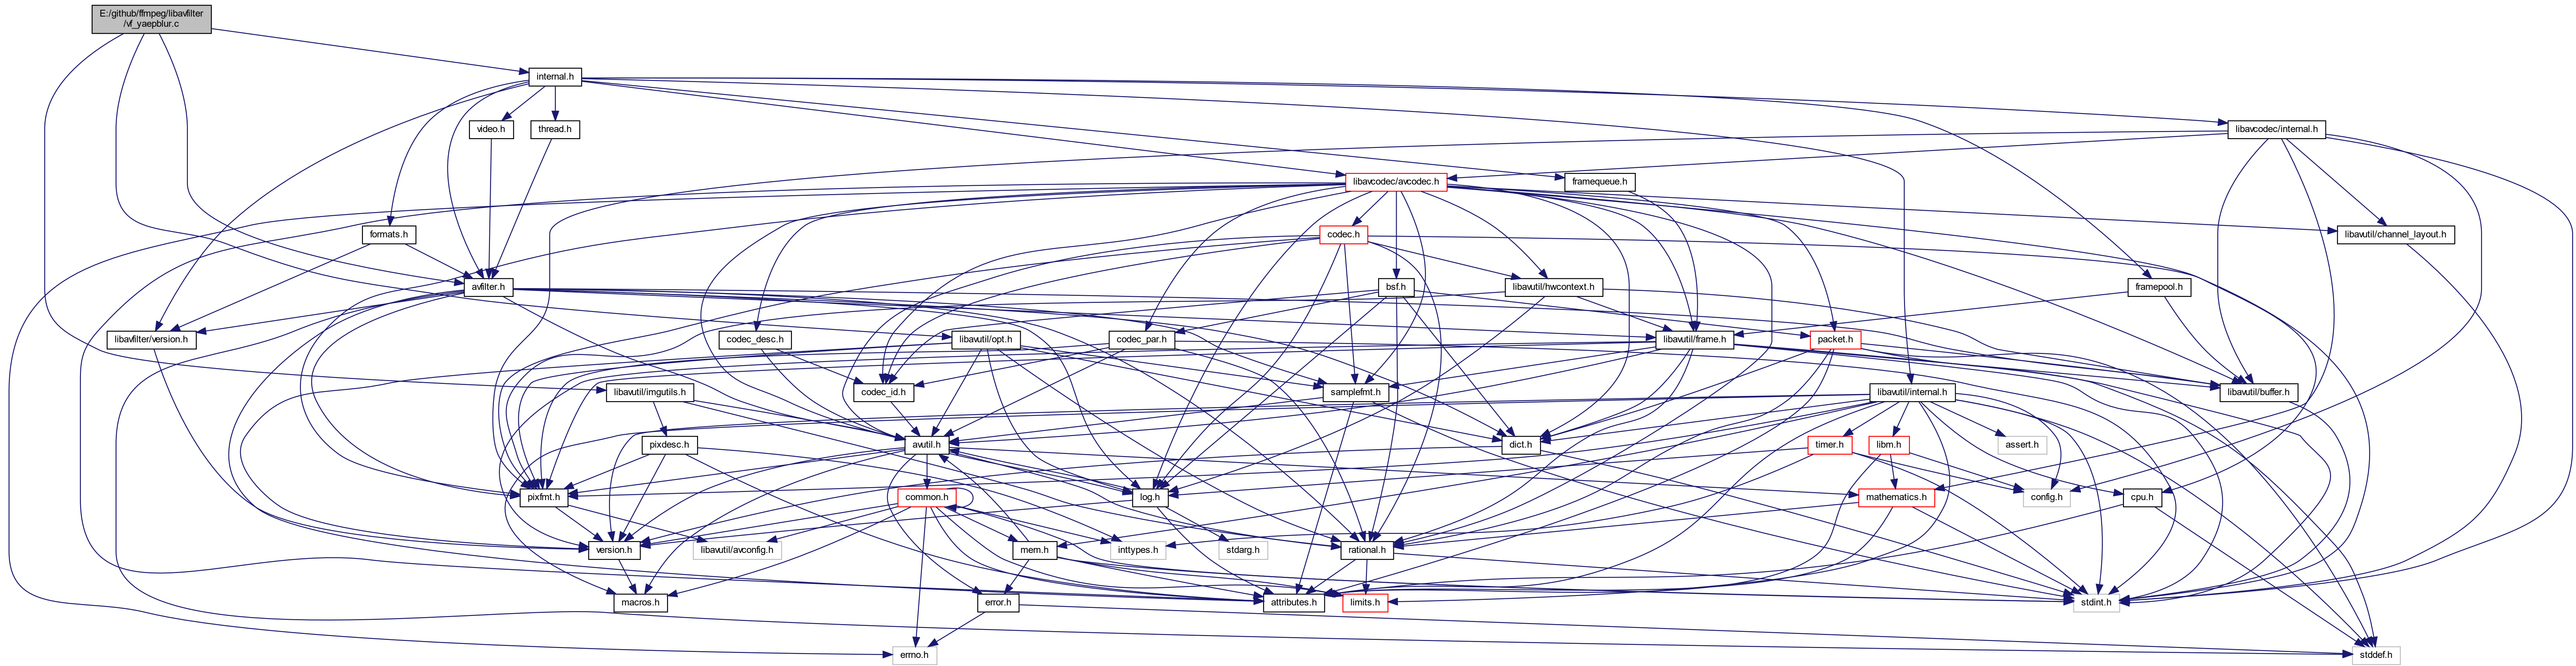 E:/github/ffmpeg/libavfilter
/vf_yaepblur.c
internal.h
video.h
thread.h
libavcodec/internal.h
libavcodec/avcodec.h
framequeue.h
formats.h
codec.h
libavutil/channel_layout.h
avfilter.h
bsf.h
libavutil/hwcontext.h
framepool.h
libavfilter/version.h
codec_desc.h
libavutil/opt.h
codec_par.h
libavutil/frame.h
packet.h
libavutil/imgutils.h
codec_id.h
samplefmt.h
libavutil/internal.h
libavutil/buffer.h
pixdesc.h
avutil.h
dict.h
timer.h
libm.h
assert.h
pixfmt.h
common.h
log.h
mathematics.h
config.h
cpu.h
version.h
libavutil/avconfig.h
mem.h
inttypes.h
stdarg.h
rational.h
macros.h
error.h
attributes.h
limits.h
stdint.h
errno.h
stddef.h